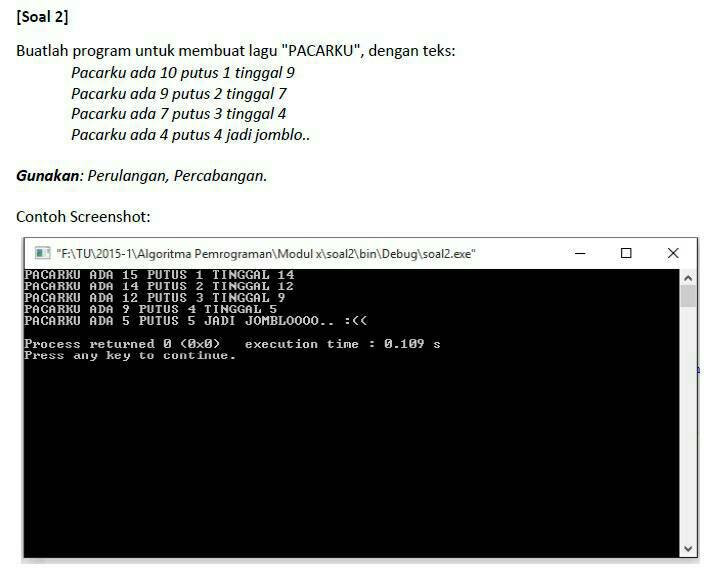 [Soal 2]
Buatlah program untuk membuat lagu "PACARKU", dengan teks:
Pacarku ada 10 putus 1 tinggal 9
Pacarku ada 9 putus 2 tinggal 7
Pacarku ada 7 putus 3 tinggal 4
Pacarku ada 4 putus 4 jadi jomblo..
Gunakan: Perulangan, Percabangan.
Contoh Screenshot:
"F:\TU\2015-1\Algoritma Pemrograman\Modul x\soal2\bin\Debug\soal2.exe"
PACARKU ADA 15 PUTUS 1 TINGGAL 14
PACARKU ADA 14 PUTUS 2 TINGGAL 12
PACARKU ADA 12 PUTUS 3 TINGGAL 9
PACARKU ADA 9 PUTUS 4 TINGGAL 5
PACARKU ADA 5 PUTUS 5 JADI JOMBLOOOO.. :((
Process returned 0 (0x0) execution time : 0.109 s
Press any key to continue.